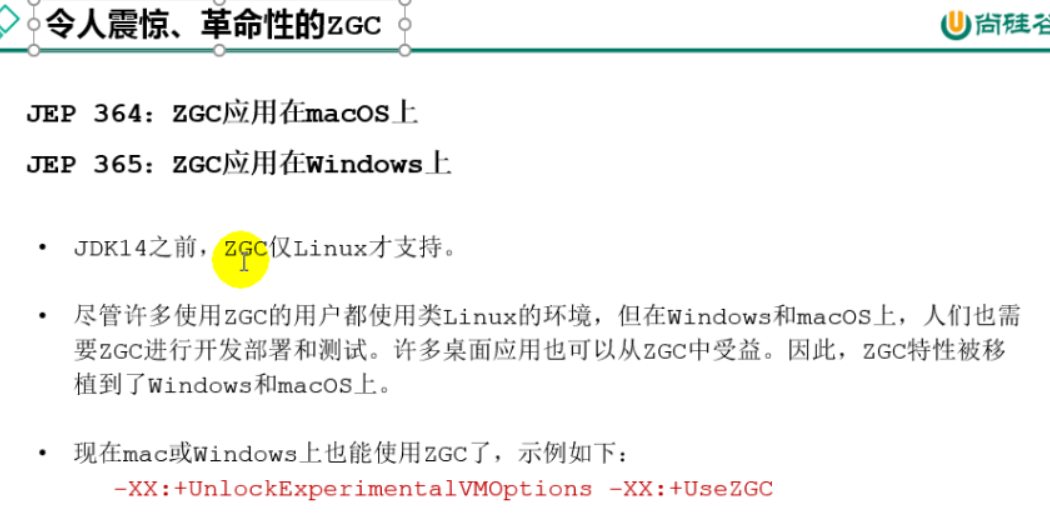 令人震惊、革命性的ZGC
尚硅谷
JEP 364：ZGC应用在macOS上
JEP 365：ZGC应用在Windows上
• JDK14之前，ZGC仅Linux才支持。
• 尽管许多使用ZGC的用户都使用类Linux的环境，但在Windows和macOS上，人们也需
要ZGC进行开发部署和测试。许多桌面应用也可以从ZGC中受益。因此，ZGC特性被移
植到了Windows和macOS上。
• 现在mac或Windows上也能使用ZGC了，示例如下：
-XX:+UnlockExperimentalVMOptions -XX:+UseZGC